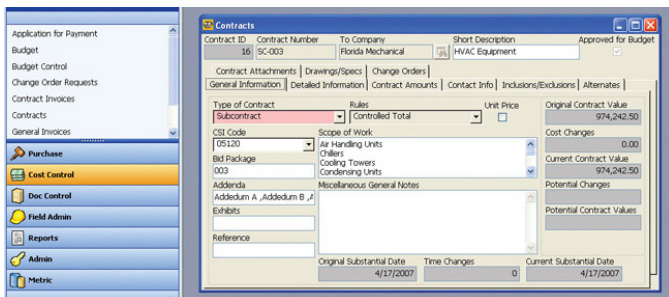 Application for Payment
Budget
Budget Control
Change Order Requests
Contract Invoices
Contracts
General Invoices
Purchase
Cost Control
Doc Control
Field Admin
Reports
Admin
Metric
Contracts
Contract ID Contract Number To Company Short Description Approved for Budget
16 SC-003 Florida Mechanical HVAC Equipment
Contract Attachments Drawings/Specs Change Orders
General Information Detailed Information Contract Amounts Contact Info Inclusions/Exclusions Alternates
Type of Contract Rules Unit Price Original Contract Value
Subcontract Controlled Total 974,242.50
CSI Code Scope of Work Cost Changes
05120 Air Handling Units 0.00
Chillers
Bid Package Cooling Towers Current Contract Value
003 Condensing Units 974,242.50
Addenda Miscellaneous General Notes Potential Changes
Addedum A ,Addedum B ,A
Exhibits Potential Contract Values
Reference
Original Substantial Date Time Changes Current Substantial Date
4/17/2007 0 4/17/2007